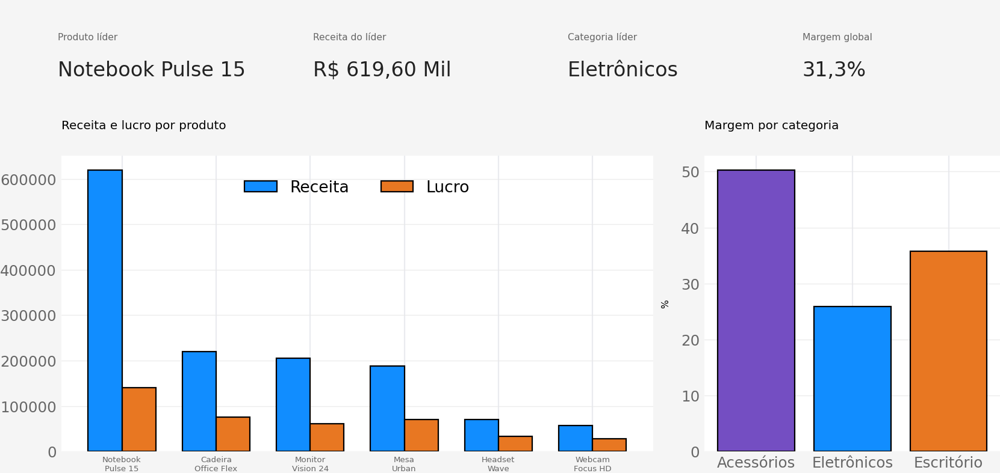 Produto líder
Receita do líder
Categoria líder
Margem global
Notebook Pulse 15
R$ 619,60 Mil
Eletrônicos
31,3%
Receita e lucro por produto
600000
500000
400000
300000
200000
100000
0
Receita
Lucro
Notebook
Pulse 15
Cadeira
Office Flex
Monitor
Vision 24
Mesa
Urban
Headset
Wave
Webcam
Focus HD
Margem por categoria
%
50
40
30
20
10
0
Acessórios
Eletrônicos
Escritório